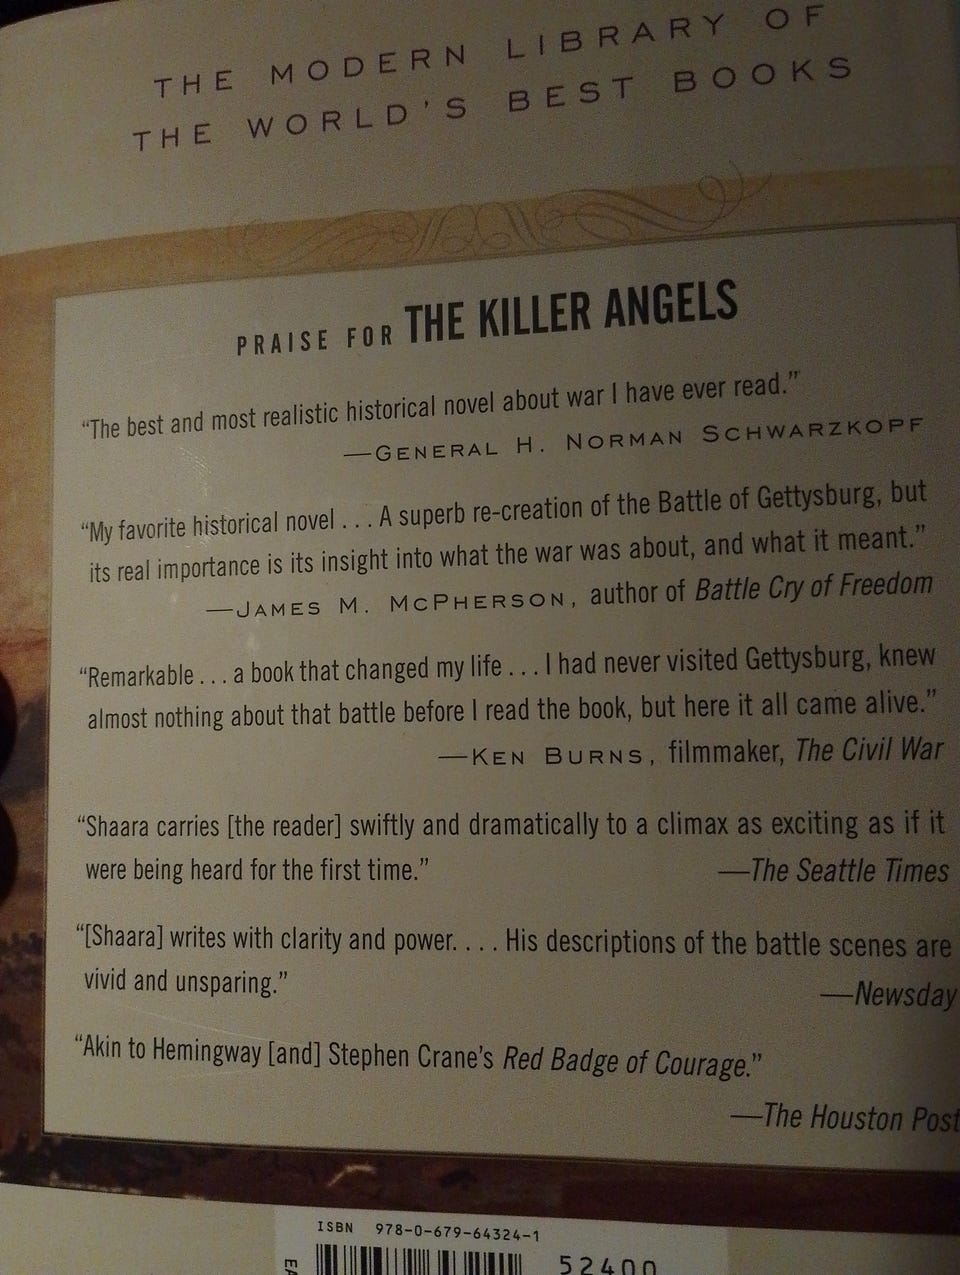 THE MODERN LIBRARY OF
THE WORLD'S BEST BOOKS
PRAISE FOR THE KILLER ANGELS
“The best and most realistic historical novel about war I have ever read.”
—GENERAL H. NORMAN SCHWARZKOPF
“My favorite historical novel . . . A superb re-creation of the Battle of Gettysburg, but
its real importance is its insight into what the war was about, and what it meant.”
—JAMES M. MCPHERSON, author of Battle Cry of Freedom
“Remarkable . . . a book that changed my life . . . I had never visited Gettysburg, knew
almost nothing about that battle before I read the book, but here it all came alive.”
—KEN BURNS, filmmaker, The Civil War
“Shaara carries [the reader] swiftly and dramatically to a climax as exciting as if it
were being heard for the first time.” —The Seattle Times
“[Shaara] writes with clarity and power. . . . His descriptions of the battle scenes are
vivid and unsparing.” —Newsday
“Akin to Hemingway [and] Stephen Crane’s Red Badge of Courage.”
—The Houston Post
ISBN 978-0-679-64324-1
52400